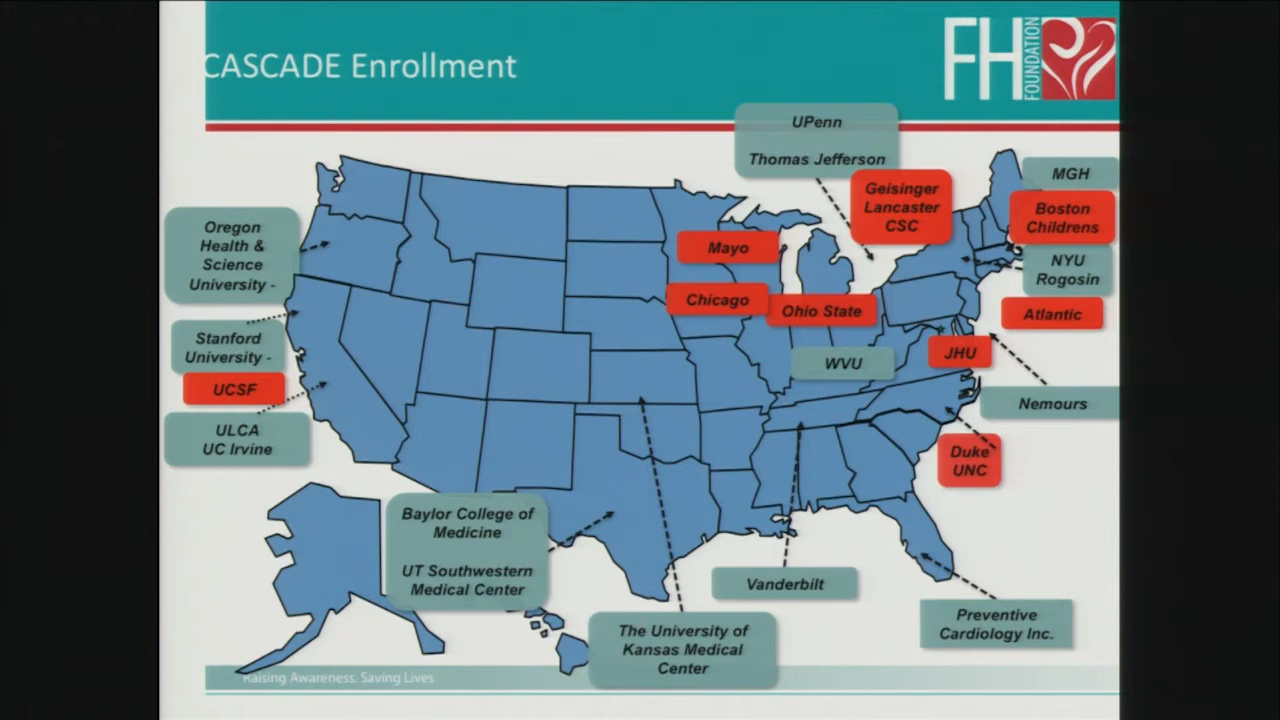 CASCADE Enrollment
FH
FOUNDATION
UPenn
Thomas Jefferson
Geisinger
Lancaster
CSC
MGH
Boston
Childrens
NYU
Rogosin
Atlantic
Oregon
Health &
Science
University -
Mayo
Chicago
Ohio State
Stanford
University -
WVU
JHU
UCSF
Nemours
ULCA
UC Irvine
Duke
UNC
Baylor College of
Medicine
UT Southwestern
Medical Center
Vanderbilt
Preventive
Cardiology Inc.
The University of
Kansas Medical
Center
Raising Awareness. Saving Lives